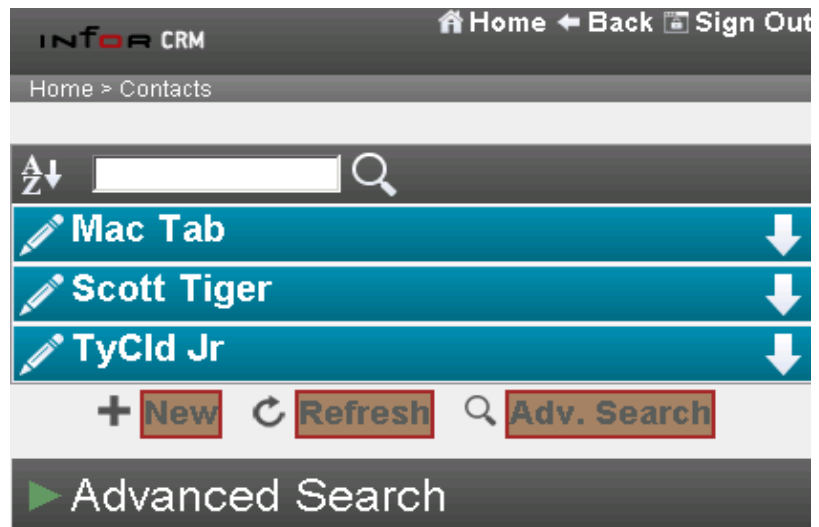 infor CRM
Home Back Sign Out
Home > Contacts
Mac Tab
Scott Tiger
TyCld Jr
New Refresh Adv. Search
Advanced Search